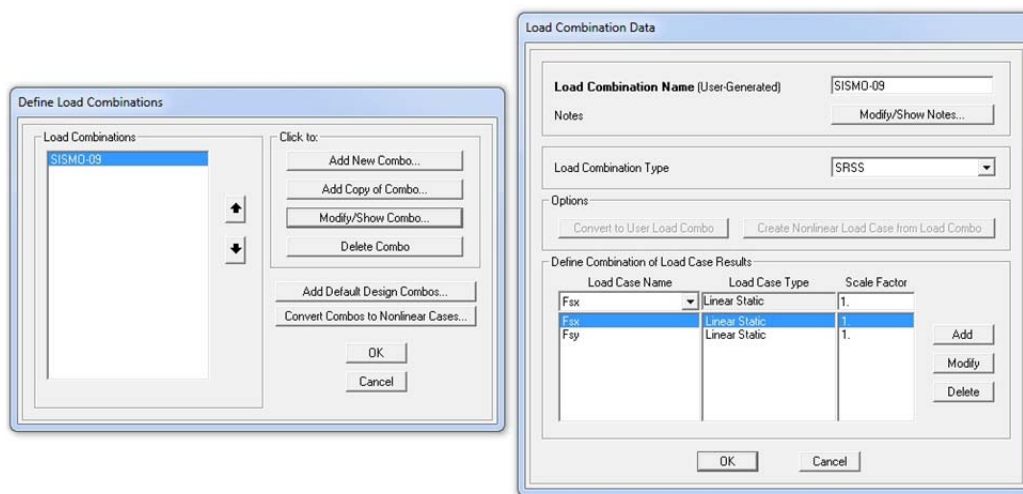 Define Load Combinations
Load Combinations
SISMO-09
Click to:
Add New Combo...
Add Copy of Combo...
Modify/Show Combo...
Delete Combo
Add Default Design Combos...
Convert Combos to Nonlinear Cases...
OK
Cancel
Load Combination Data
Load Combination Name (User-Generated) SISMO-09
Notes Modify/Show Notes...
Load Combination Type SRSS
Options
Convert to User Load Combo Create Nonlinear Load Case from Load Combo
Define Combination of Load Case Results
Load Case Name Load Case Type Scale Factor
Fsx Linear Static 1.
Fsx Linear Static 1.
Fsy Linear Static 1.
Add
Modify
Delete
OK Cancel